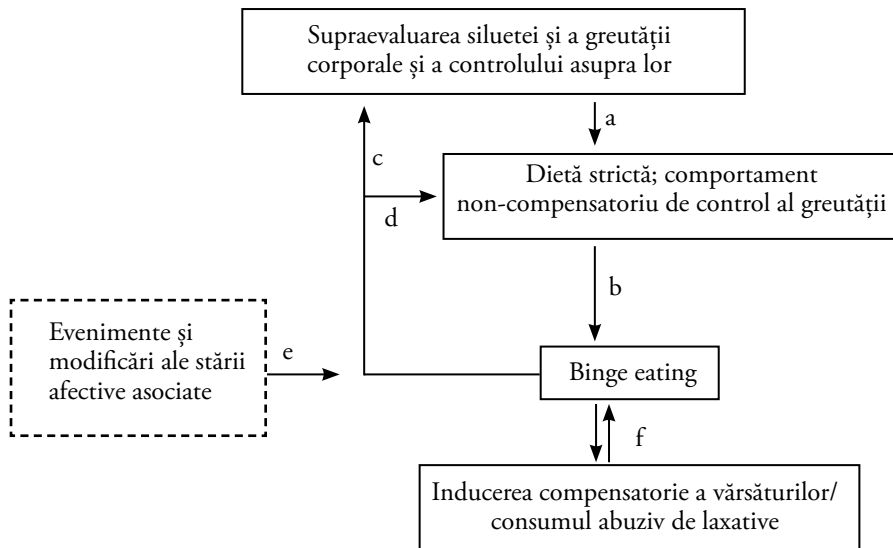 Supraevaluarea siluetei și a greutății
corporale și a controlului asupra lor
a
c
Dietă strictă; comportament
non-compensatoriu de control al greutății
d
b
Evenimente și
modificări ale stării
afective asociate
e
Binge eating
f
Inducerea compensatorie a vărsăturilor/
consumul abuziv de laxative